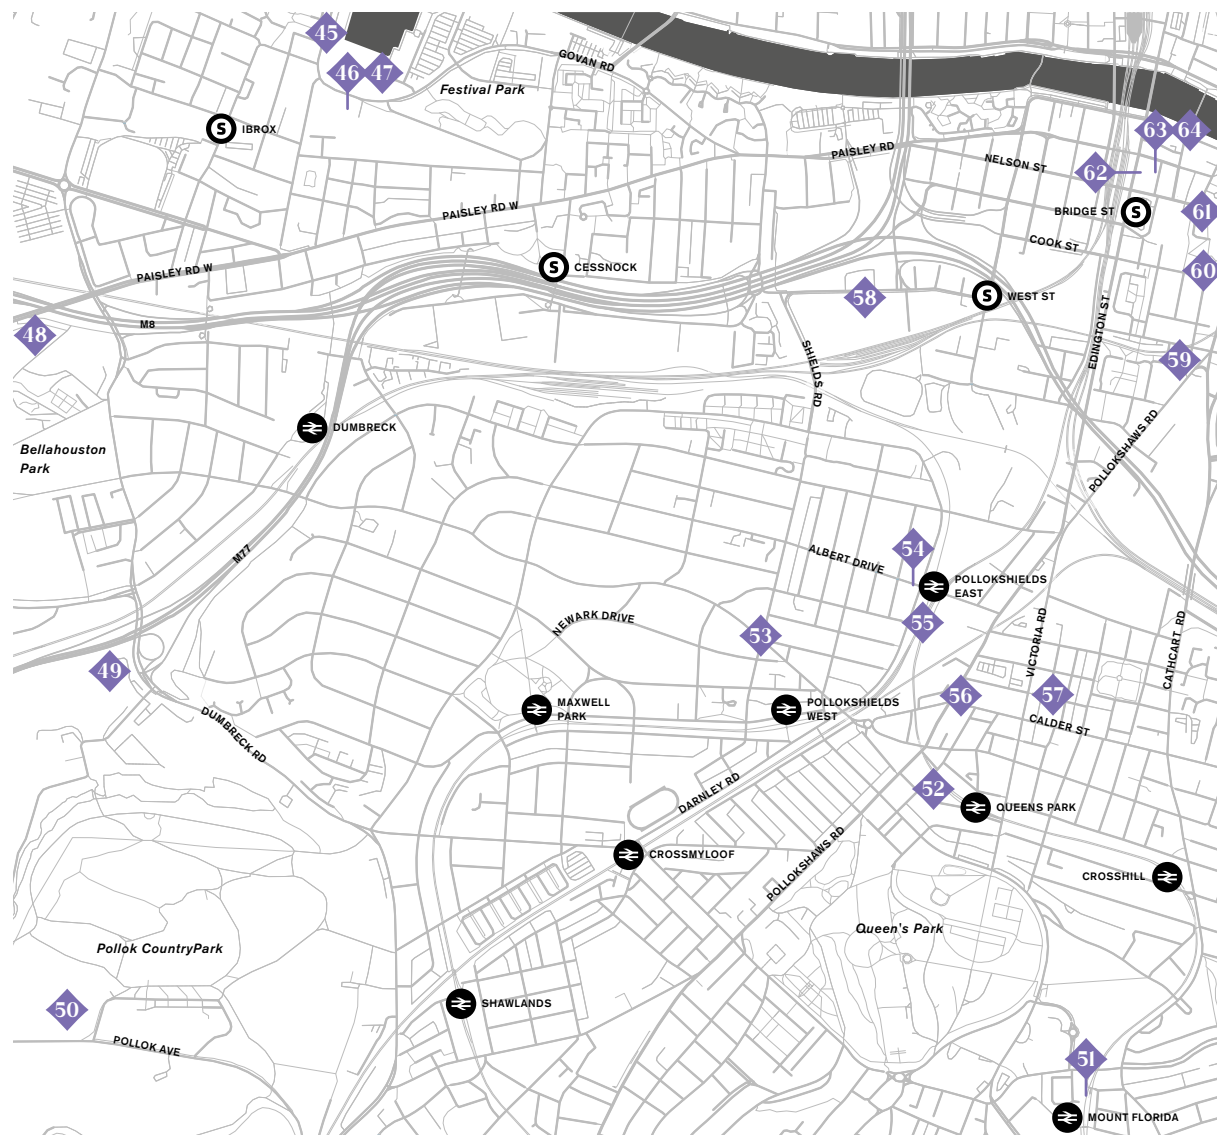 45
46
47
GOVAN RD
Festival Park
S
IBROX
63
64
PAISLEY RD
NELSON ST
62
PAISLEY RD W
BRIDGE ST
S
61
COOK ST
PAISLEY RD W
S
CESSNOCK
60
58
S
WEST ST
M8
48
EDINGTON ST
59
SHIELDS RD
DUMBRECK
Bellahouston
Park
POLLOKSHAWS RD
M77
54
ALBERT DRIVE
POLLOKSHIELDS
EAST
NEWARK DRIVE
55
53
VICTORIA RD
CATHCART RD
49
56
57
MAXWELL
PARK
POLLOKSHIELDS
WEST
CALDER ST
DUMBRECK RD
52
DARNLEY RD
QUEENS PARK
CROSSMYLOOF
POLLOKSHAWS RD
CROSSHILL
Queen's Park
Pollok CountryPark
SHAWLANDS
50
POLLOK AVE
51
MOUNT FLORIDA